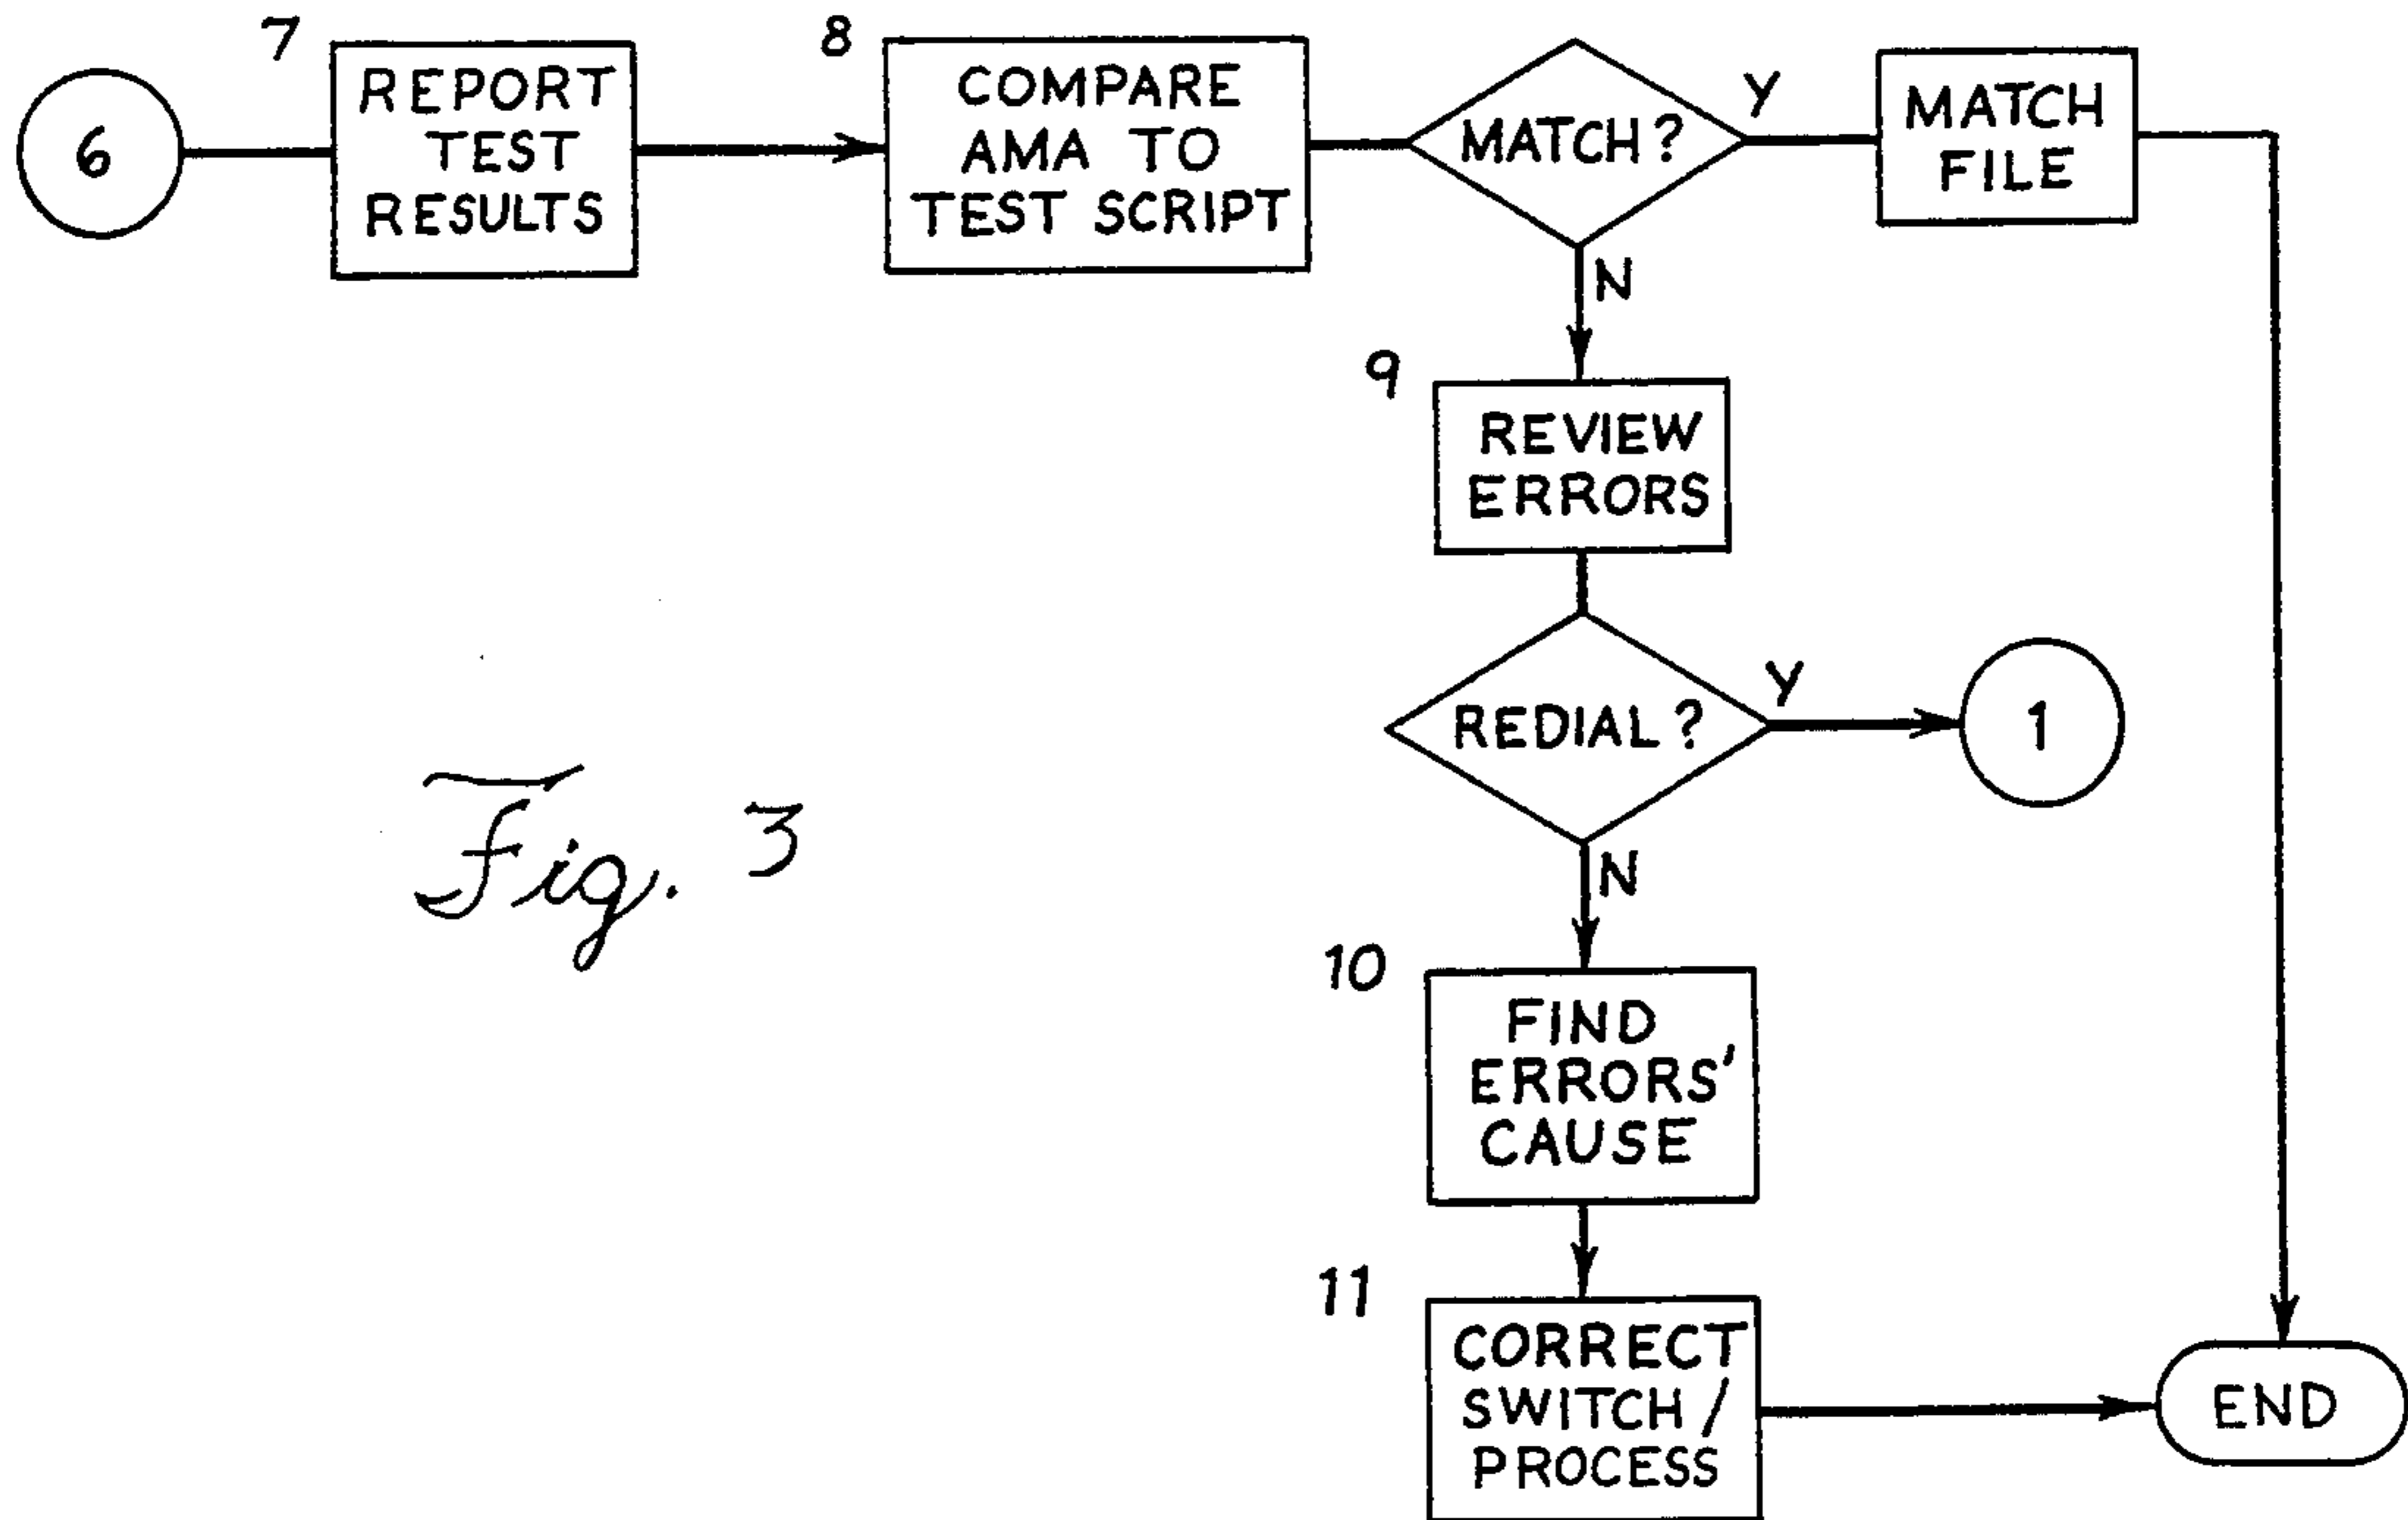 6
7
REPORT
TEST
RESULTS
8
COMPARE
AMA TO
TEST SCRIPT
MATCH?
Y
MATCH
FILE
N
9
REVIEW
ERRORS
REDIAL?
Y
1
N
Fig. 3
10
FIND
ERRORS'
CAUSE
11
CORRECT
SWITCH/
PROCESS
END